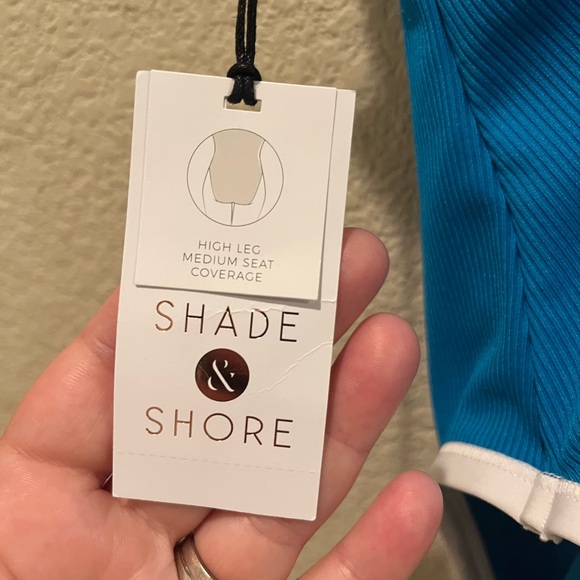 HIGH LEG
MEDIUM SEAT
COVERAGE
SHADE
&
SHORE